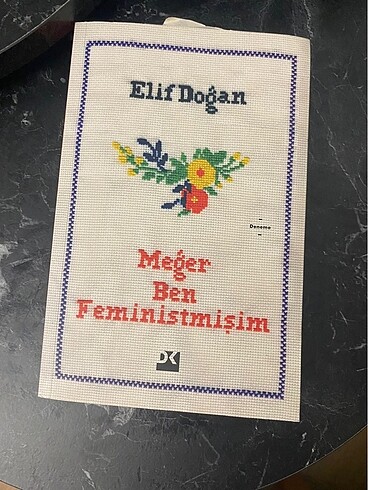 Elif Doğan
– Deneme –
Meğer
Ben
Feministmişim
DK